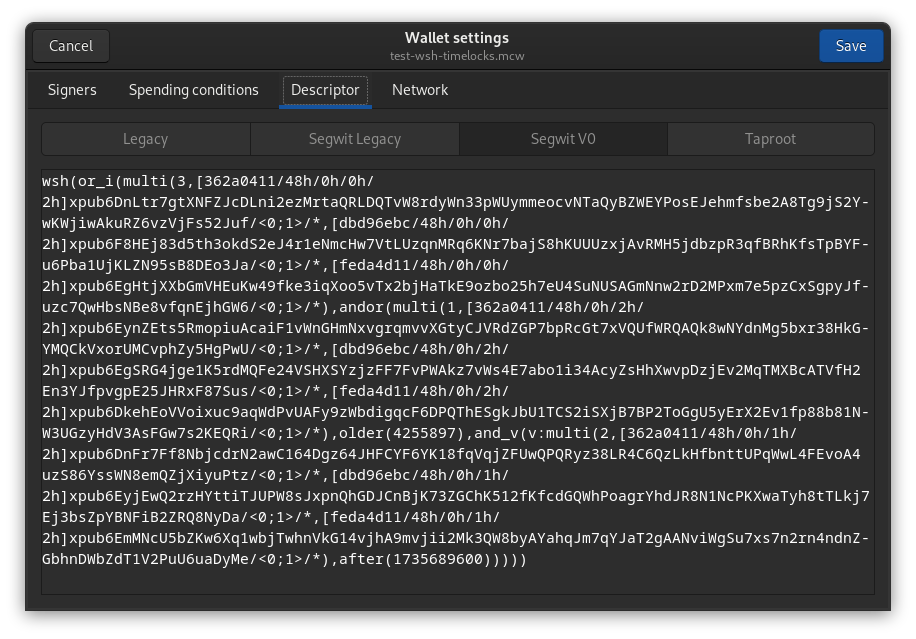 Cancel
Wallet settings
test-wsh-timelocks.mcw
Save
Signers
Spending conditions
Descriptor
Network
Legacy
Segwit Legacy
Segwit V0
Taproot
wsh(or_i(multi(3,[362a0411/48h/0h/0h/
2h]xpub6DnLtr7gtXNFZJcDLni2ezMrtaQRLDQTvW8rdyWn33pWUymmeocvNTaQyBZWEYPosEJehmfsbe2A8Tg9jS2Y-
wKWjiwAkuRZ6vzVjFs52Juf/<0;1>/*,[dbd96ebc/48h/0h/0h/
2h]xpub6F8HEj83d5th3okdS2eJ4r1eNmcHw7VtLUzqnMRq6KNr7bajS8hKUUUzxjAvRMH5jdbzpR3qfBRhKfsTpBYF-
u6Pba1UjKLZN95sB8DEo3Ja/<0;1>/*,[feda4d11/48h/0h/0h/
2h]xpub6EgHtjXXbGmVHEuKw49fke3iqXoo5vTx2bjHaTkE9ozbo25h7eU4SuNUSAGmNnw2rD2MPxm7e5pzCxSgpyJf-
uzc7QwHbsNBe8vfqnEjhGW6/<0;1>/*),andor(multi(1,[362a0411/48h/0h/2h/
2h]xpub6EynZEts5RmopiuAcaiF1vWnGHmNxvgrqmvvXGtyCJVRdZGP7bpRcGt7xVQUfWRQAQk8wNYdnMg5bxr38HkG-
YMQCkVxorUMCvphZy5HgPwU/<0;1>/*,[dbd96ebc/48h/0h/2h/
2h]xpub6EgSRG4jge1K5rdMQFe24VSHXSYzjzFF7FvPWAkz7vWs4E7abo1i34AcyZsHhXwvpDzjEv2MqTMXBcATVfH2
En3YJfpvgpE25JHRxF87Sus/<0;1>/*,[feda4d11/48h/0h/2h/
2h]xpub6DkehEoVVoixuc9aqWdPvUAFy9zWbdigqcF6DPQThESgkJbU1TCS2iSXjB7BP2ToGgU5yErX2Ev1fp88b81N-
W3UGzyHdV3AsFGw7s2KEQRi/<0;1>/*),older(4255897),and_v(v:multi(2,[362a0411/48h/0h/1h/
2h]xpub6DnFr7Ff8NbjcdrN2awC164Dgz64JHFCYF6YK18fqVqjZFUwQPQRyz38LR4C6QzLkHfbnttUPqWwL4FEvoA4
uzS86YssWN8emQZjXiyuPtz/<0;1>/*,[dbd96ebc/48h/0h/1h/
2h]xpub6EyjEwQ2rzHYttiTJUPW8sJxpnQhGDJCnBjK73ZGChK512fKfcdGQWhPoagrYhdJR8N1NcPKXwaTyh8tTLkj7
Ej3bsZpYBNFiB2ZRQ8NyDa/<0;1>/*,[feda4d11/48h/0h/1h/
2h]xpub6EmMNcU5bZKw6Xq1wbjTwhnVkG14vjhA9mvjii2Mk3QW8byAYahqJm7qYJaT2gAANviWgSu7xs7n2rn4ndnZ-
GbhnDWbZdT1V2PuU6uaDyMe/<0;1>/*),after(1735689600)))))